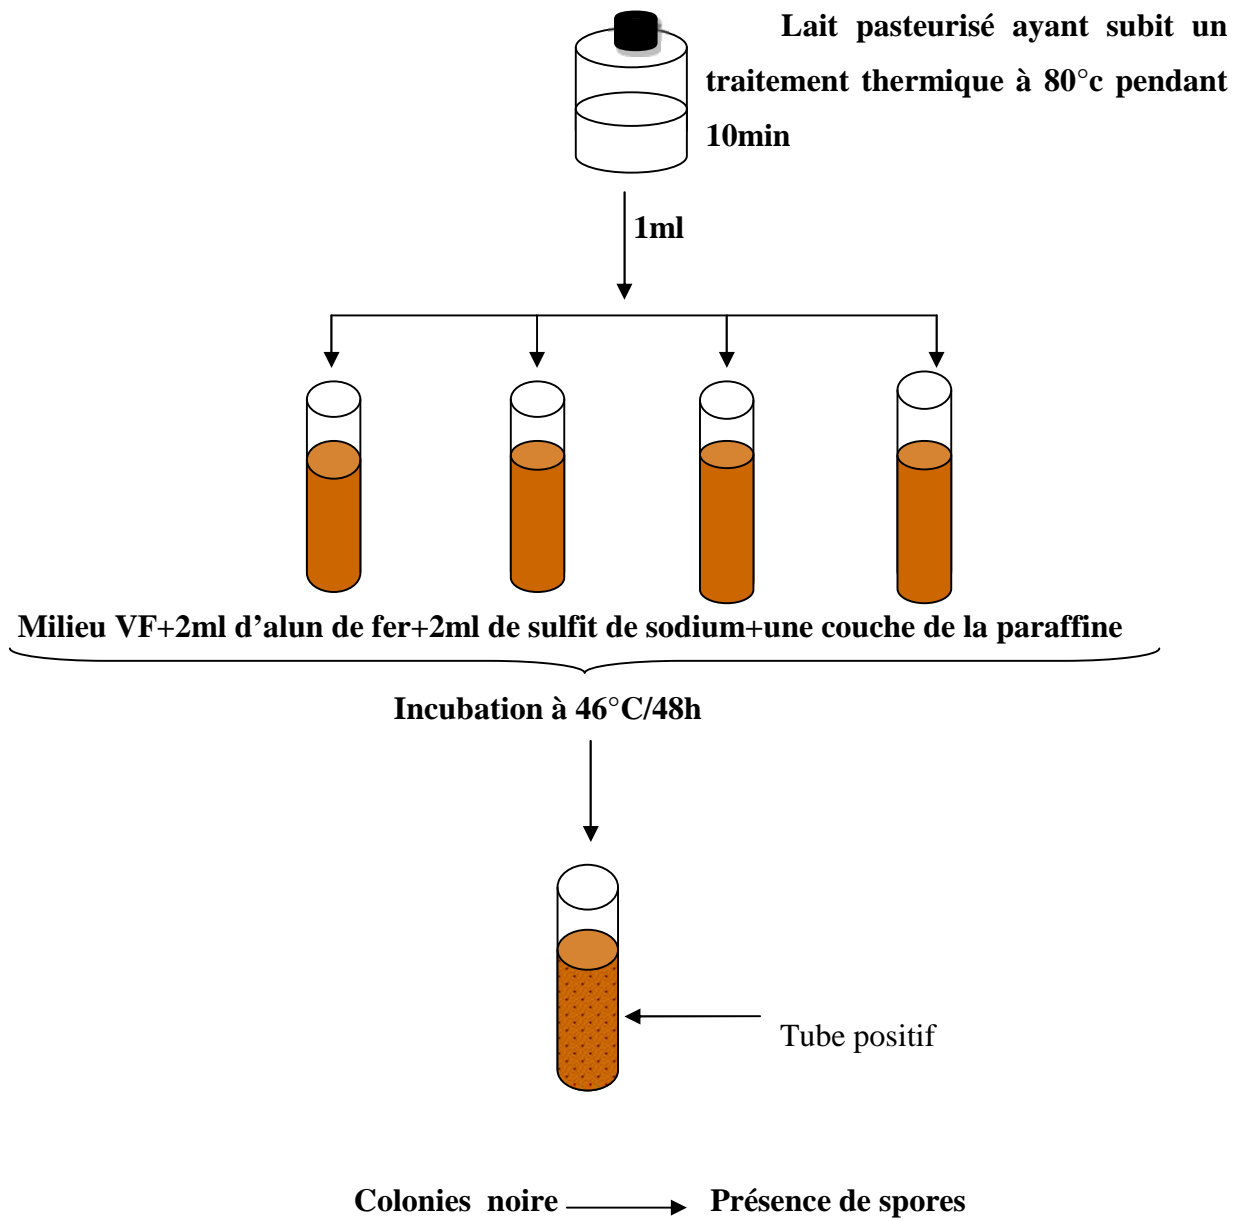 Lait pasteurisé ayant subit un
traitement thermique à 80°c pendant
10min
1ml
Milieu VF+2ml d'alun de fer+2ml de sulfit de sodium+une couche de la paraffine
Incubation à 46°C/48h
Tube positif
Colonies noire Présence de spores